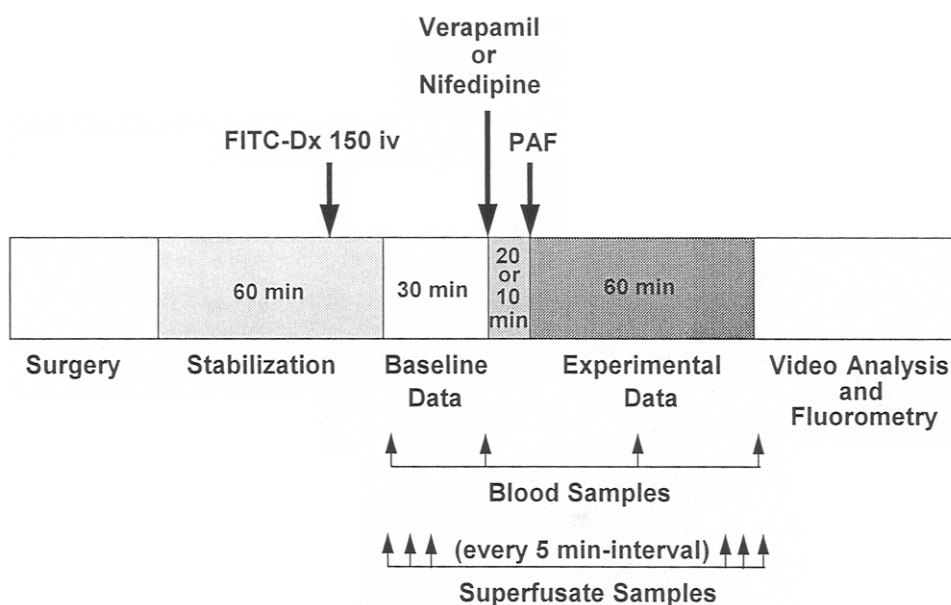 Verapamil
or
Nifedipine
FITC-Dx 150 iv
PAF
60 min
30 min
20
or
10
min
60 min
Surgery
Stabilization
Baseline
Data
Experimental
Data
Video Analysis
and
Fluorometry
Blood Samples
(every 5 min-interval)
Superfusate Samples